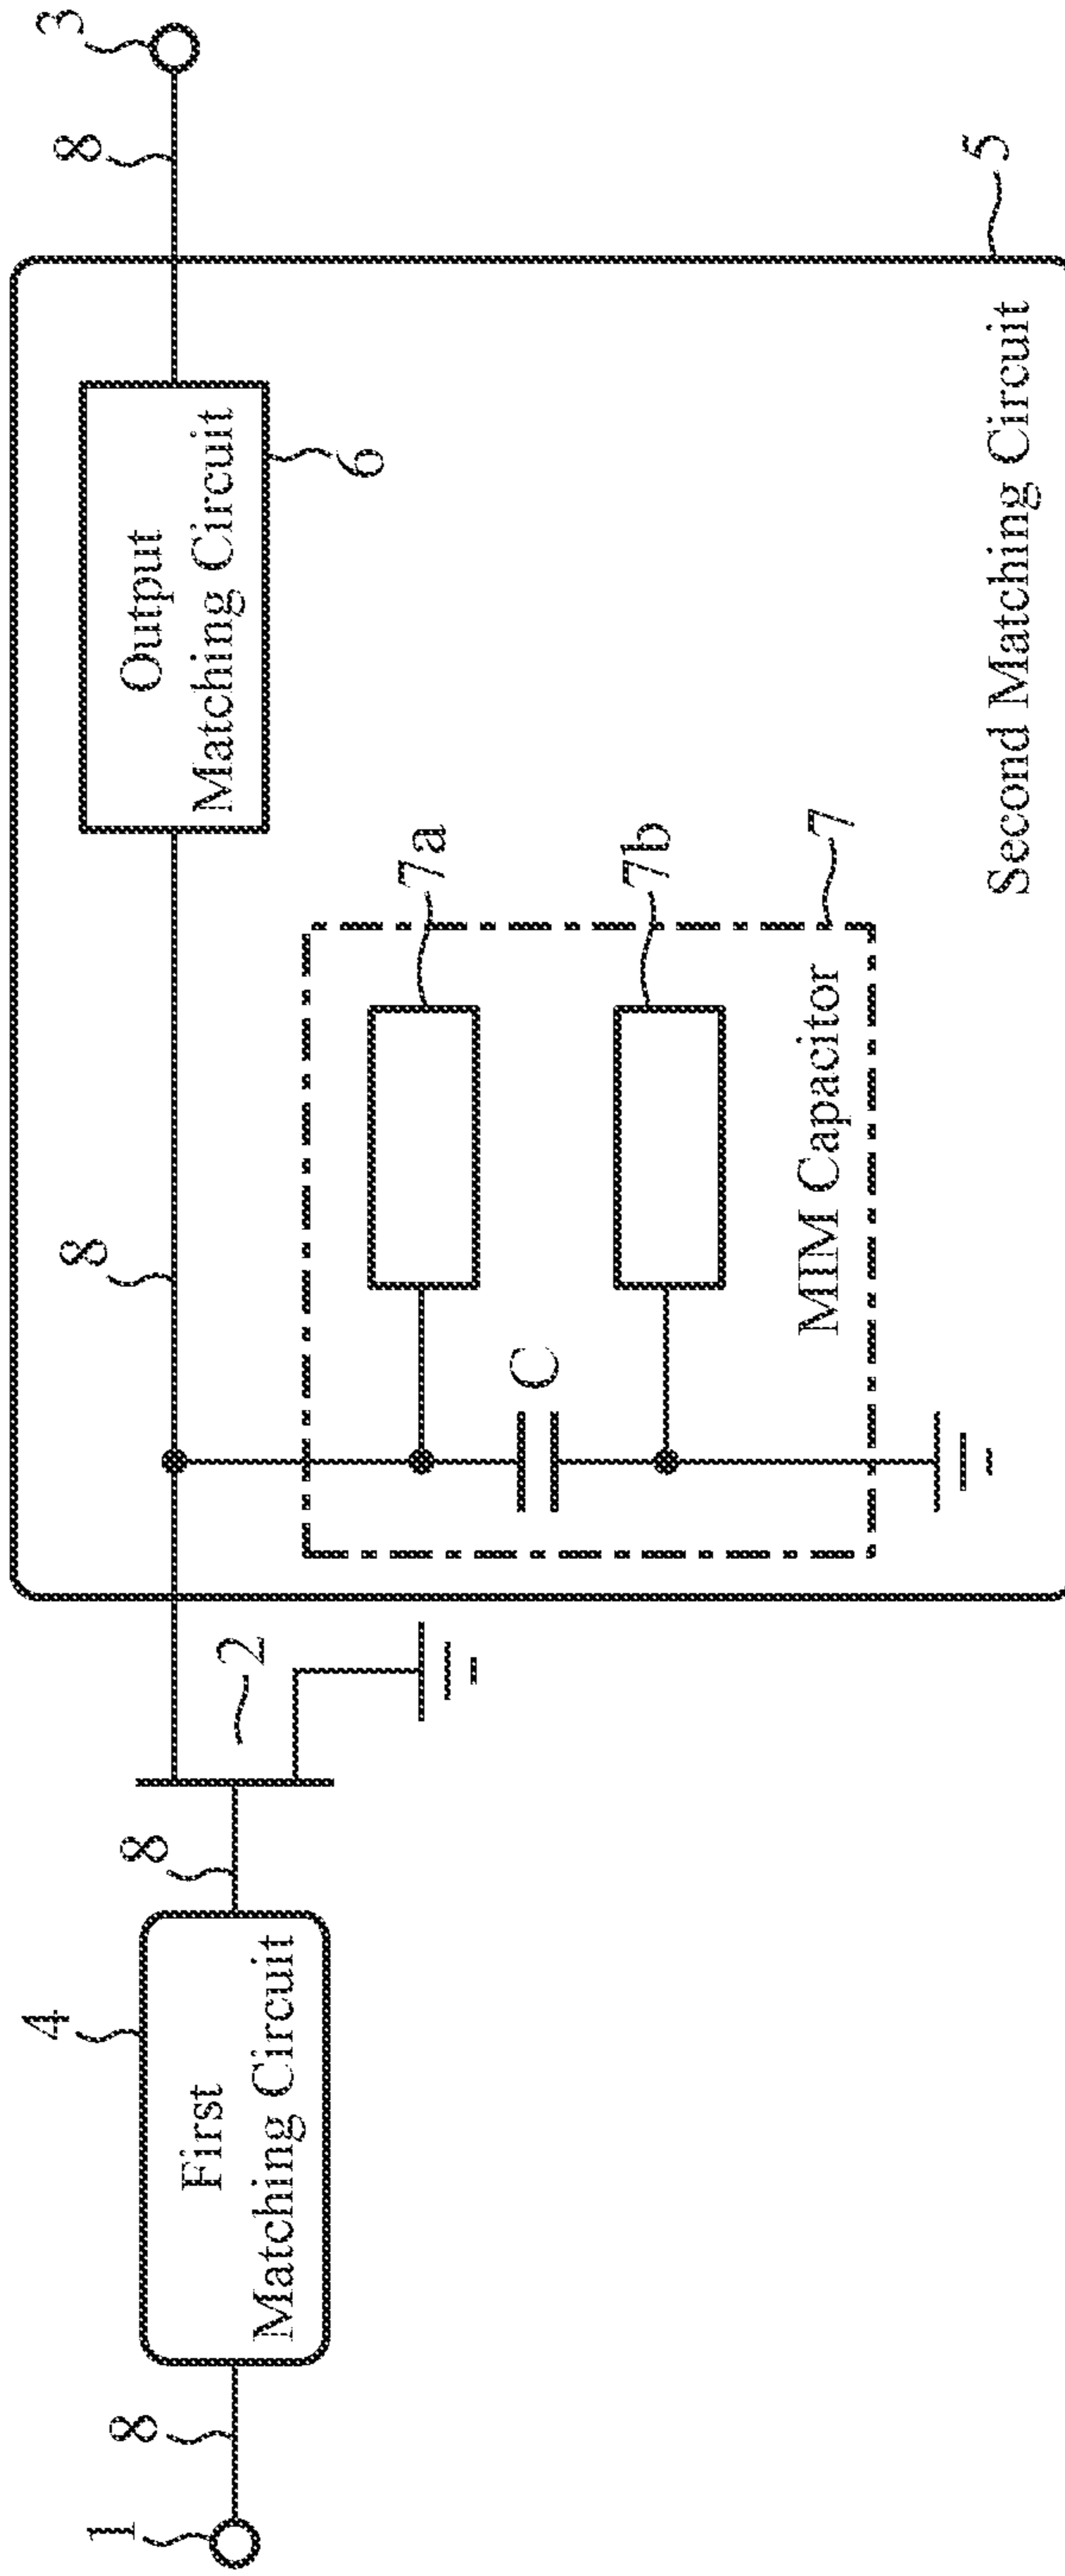 1
8
4
First
Matching Circuit
8
2
8
Output
Matching Circuit
6
8
3
C
7a
7b
MIM Capacitor
7
Second Matching Circuit
5